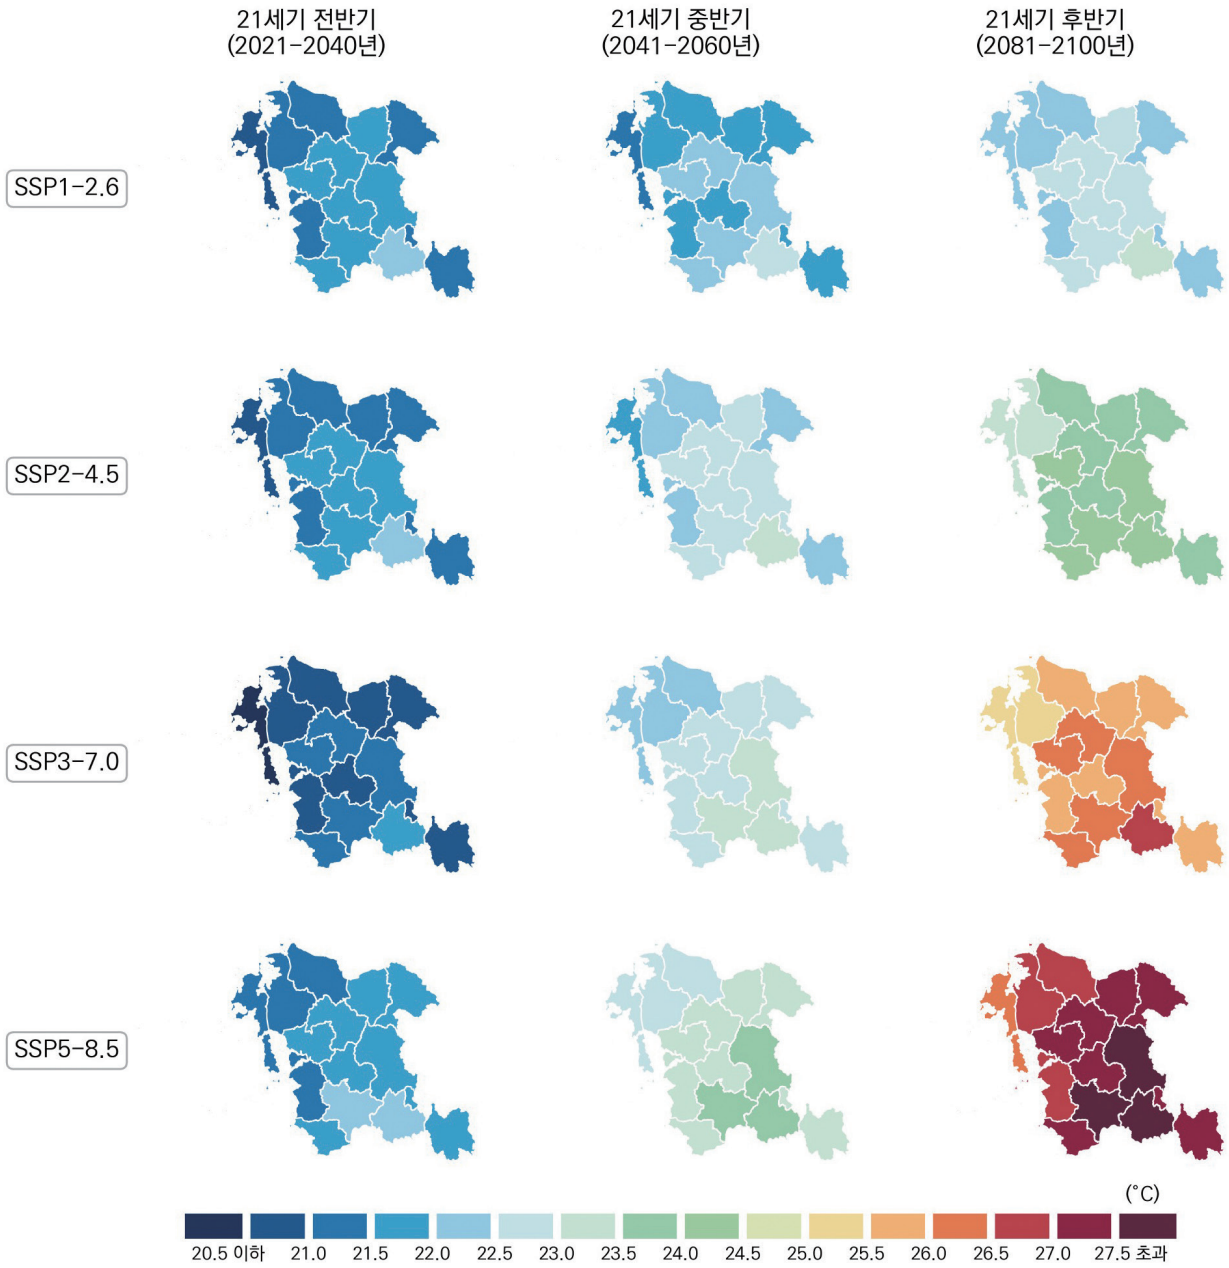 21세기 전반기
(2021-2040년)
21세기 중반기
(2041-2060년)
21세기 후반기
(2081-2100년)
SSP1-2.6
SSP2-4.5
SSP3-7.0
SSP5-8.5
(°C)
20.5 이하 21.0 21.5 22.0 22.5 23.0 23.5 24.0 24.5 25.0 25.5 26.0 26.5 27.0 27.5 초과